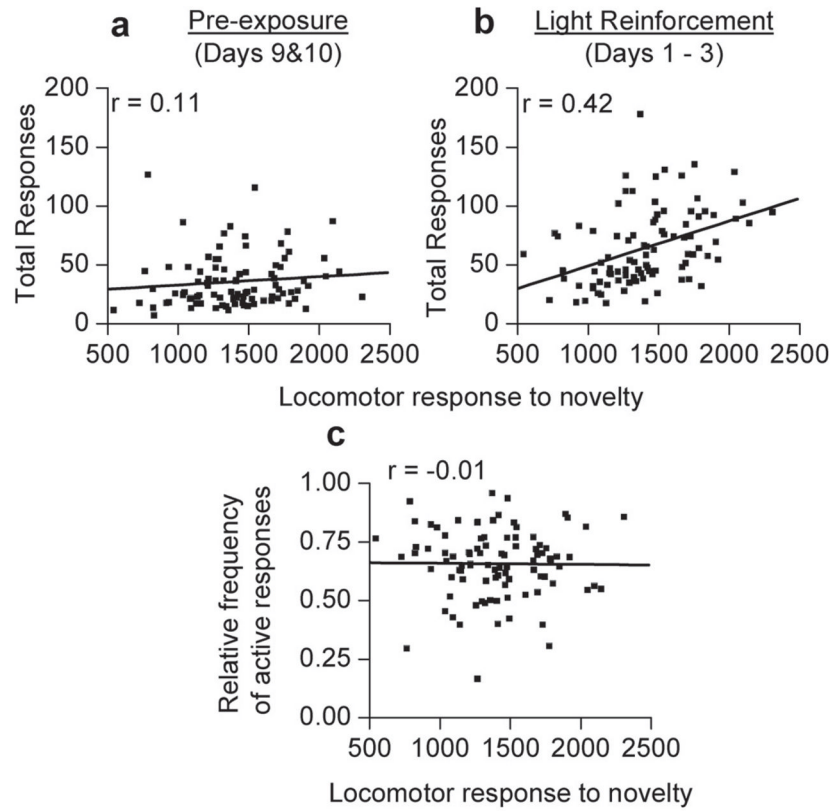 a Pre-exposure
(Days 9&10)
b Light Reinforcement
(Days 1 - 3)
Total Responses
200
150
100
50
0
r = 0.11
500 1000 1500 2000 2500
Total Responses
200
150
100
50
0
r = 0.42
500 1000 1500 2000 2500
Locomotor response to novelty
c
Relative frequency
of active responses
1.00
0.75
0.50
0.25
0.00
r = -0.01
500 1000 1500 2000 2500
Locomotor response to novelty